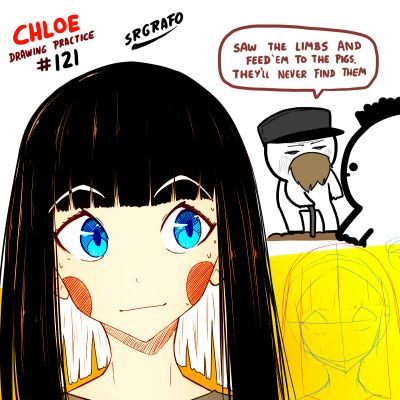 CHLOE
DRAWING PRACTICE
#121
SRGRAFO
SAW THE LIMBS AND
FEED'EM TO THE PIGS.
THEY'LL NEVER FIND THEM